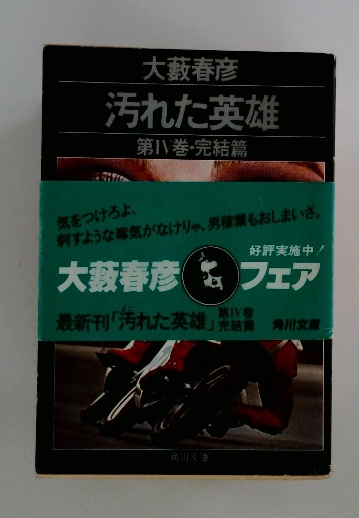 大藪春彦
汚れた英雄
第Ⅳ巻・完結篇
気をつけろよ、
刺すような毒気がなけりゃ、男稼業もおしまいさ。
好評実施中!
大藪春彦 フェア
最新刊「汚れた英雄」第Ⅳ巻 完結篇 角川文庫
角川文庫